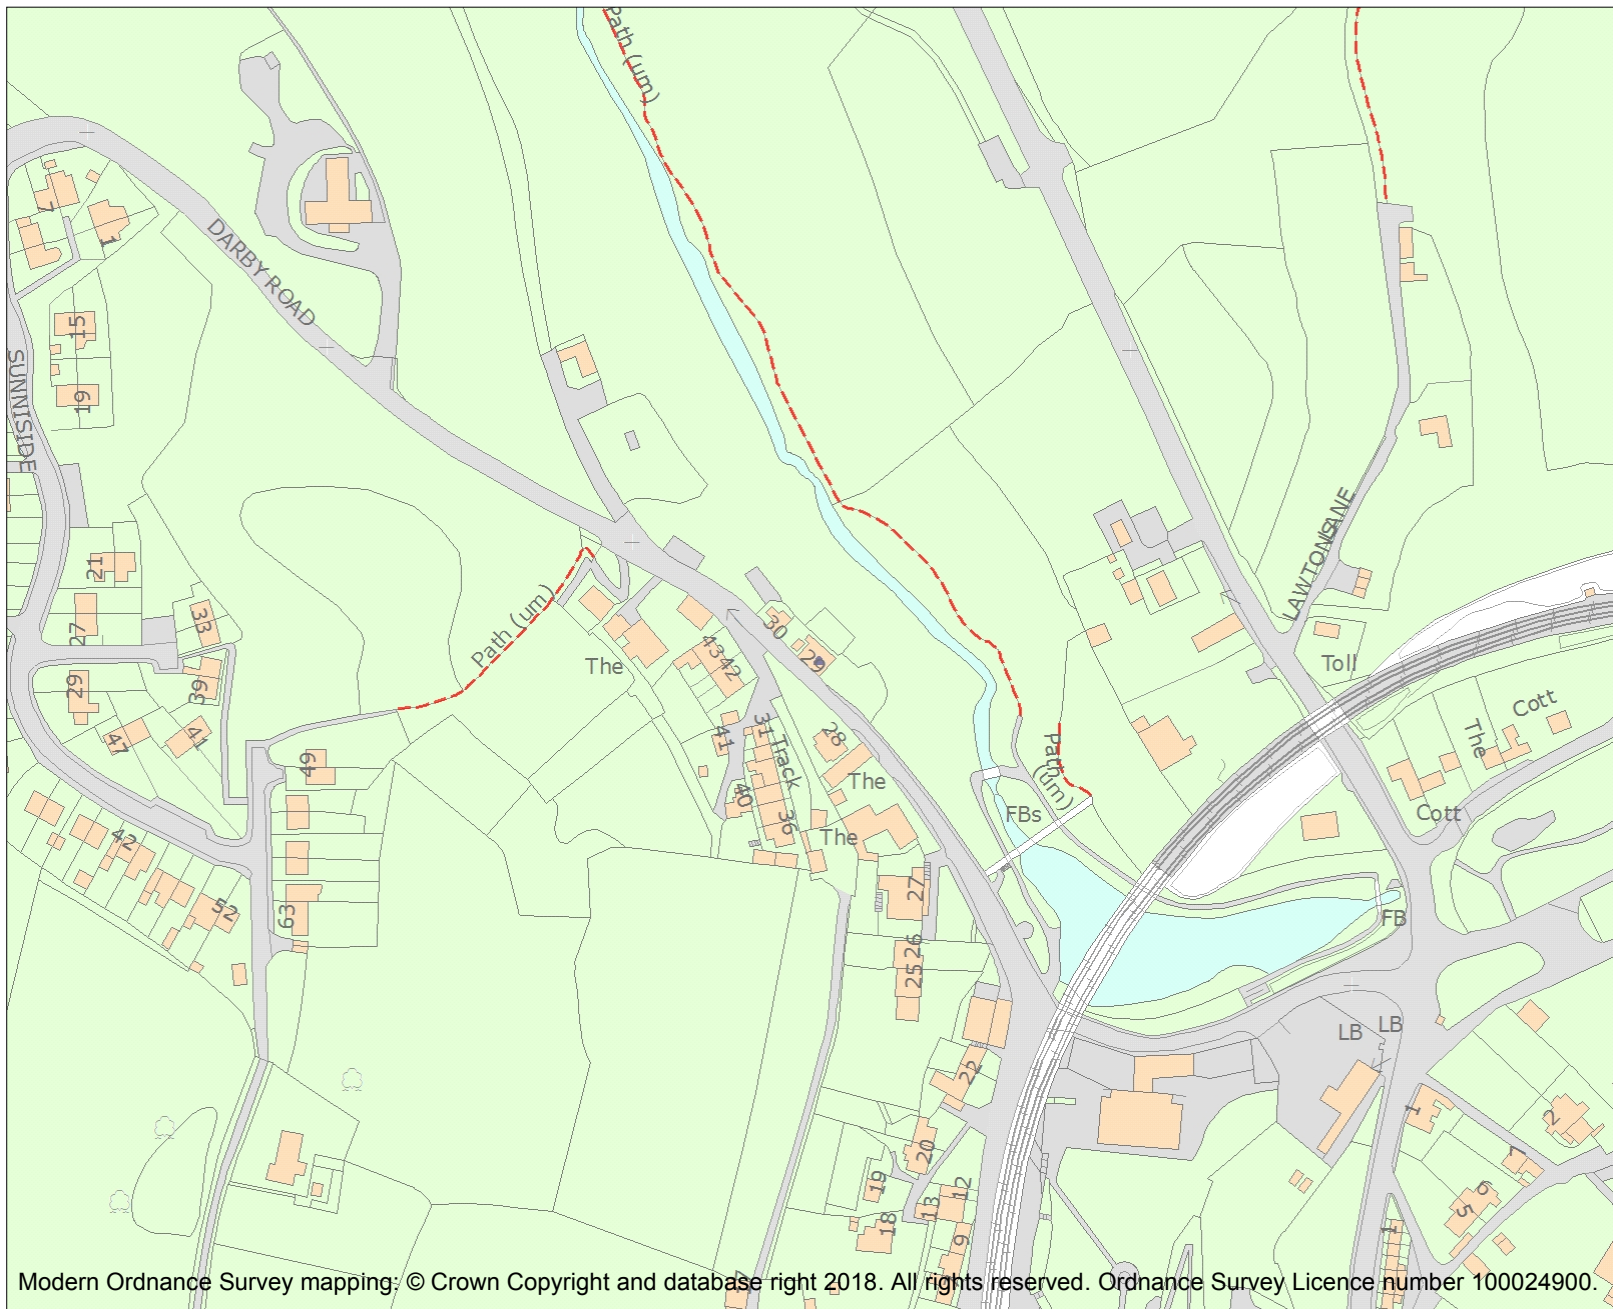 Path (um)
7
1
DARBY ROAD
15
SUNNISIDE
19
LAWTONS LANE
21
Path (um)
33
27
30
The
43
42
29
Toll
29
39
Cott
The
47
41
31
41
28
Track
49
Path (um)
The
40
36
FBs
Cott
42
The
52
63
27
FB
26
25
LB
LB
22
1
2
20
7
19
12
6
13
5
18
9
1
Modern Ordnance Survey mapping: © Crown Copyright and database right 2018. All rights reserved. Ordnance Survey Licence number 100024900.